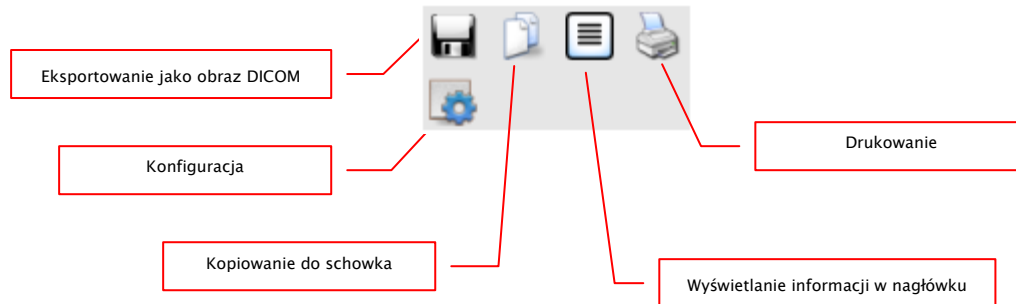 Eksportowanie jako obraz DICOM
Drukowanie
Konfiguracja
Kopiowanie do schowka
Wyświetlanie informacji w nagłówku